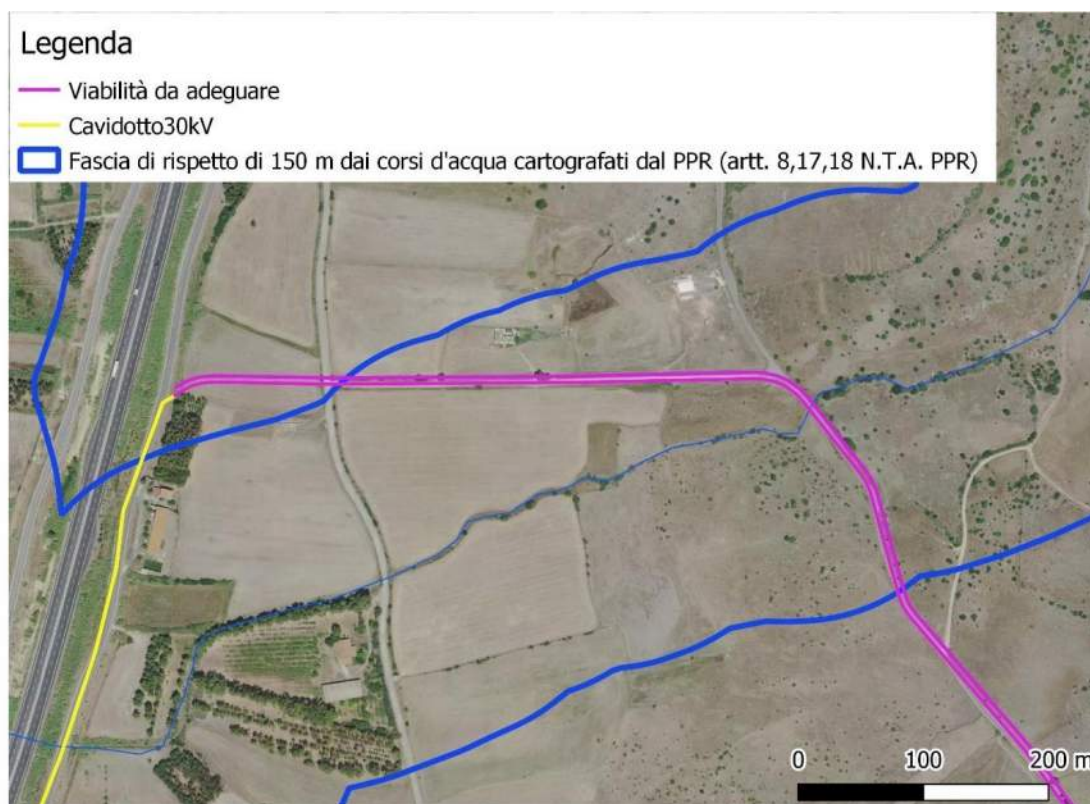 Legenda
Viabilità da adeguare
Cavidotto30kV
Fascia di rispetto di 150 m dai corsi d'acqua cartografati dal PPR (artt. 8,17,18 N.T.A. PPR)
0 100 200 m